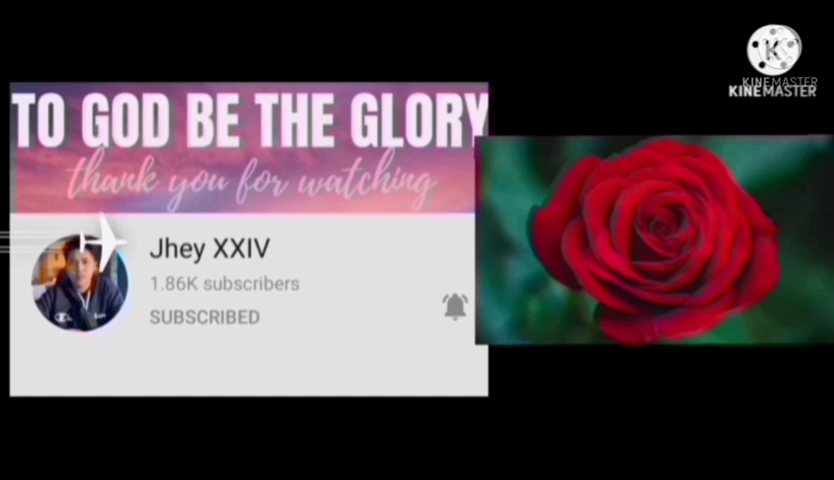 TO GOD BE THE GLORY
thank you for watching
Jhey XXIV
1.86K subscribers
SUBSCRIBED
K
KINEMASTER
KINEMASTER